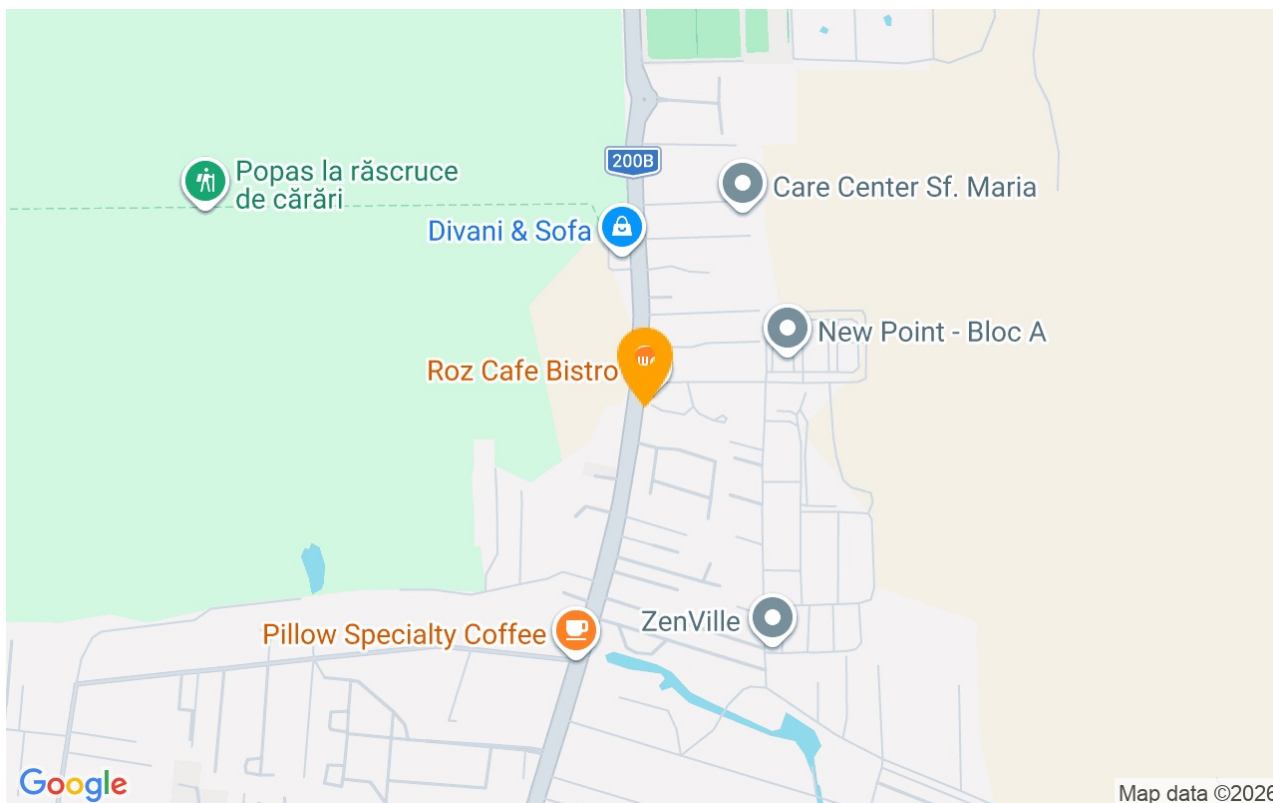 200B
Popas la răscruce
de cărări
Care Center Sf. Maria
Divani & Sofa
New Point - Bloc A
Roz Cafe Bistro
ZenVille
Pillow Specialty Coffee
Google
Map data ©2026